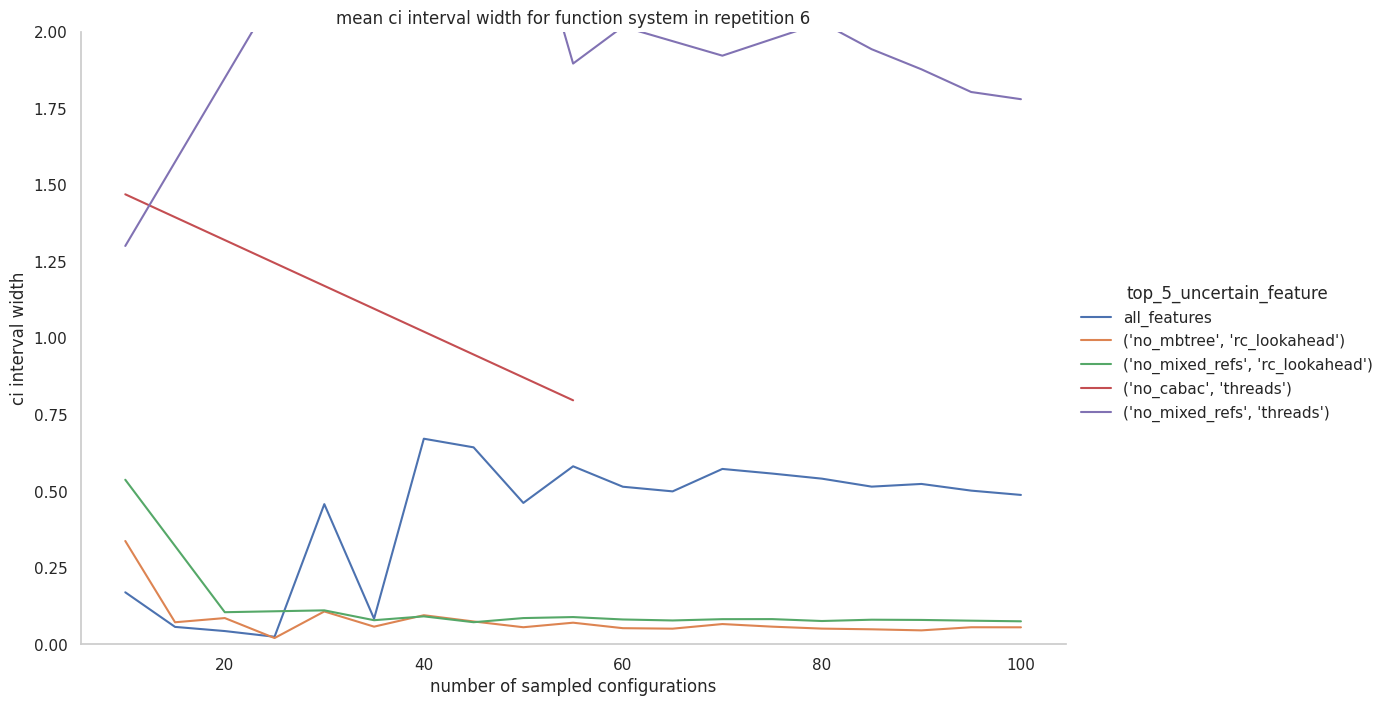 mean ci interval width for function system in repetition 6
2.00
1.75
1.50
1.25
1.00
0.75
0.50
0.25
0.00
ci interval width
20
40
60
80
100
number of sampled configurations
top_5_uncertain_feature
all_features
('no_mbtree', 'rc_lookahead')
('no_mixed_refs', 'rc_lookahead')
('no_cabac', 'threads')
('no_mixed_refs', 'threads')